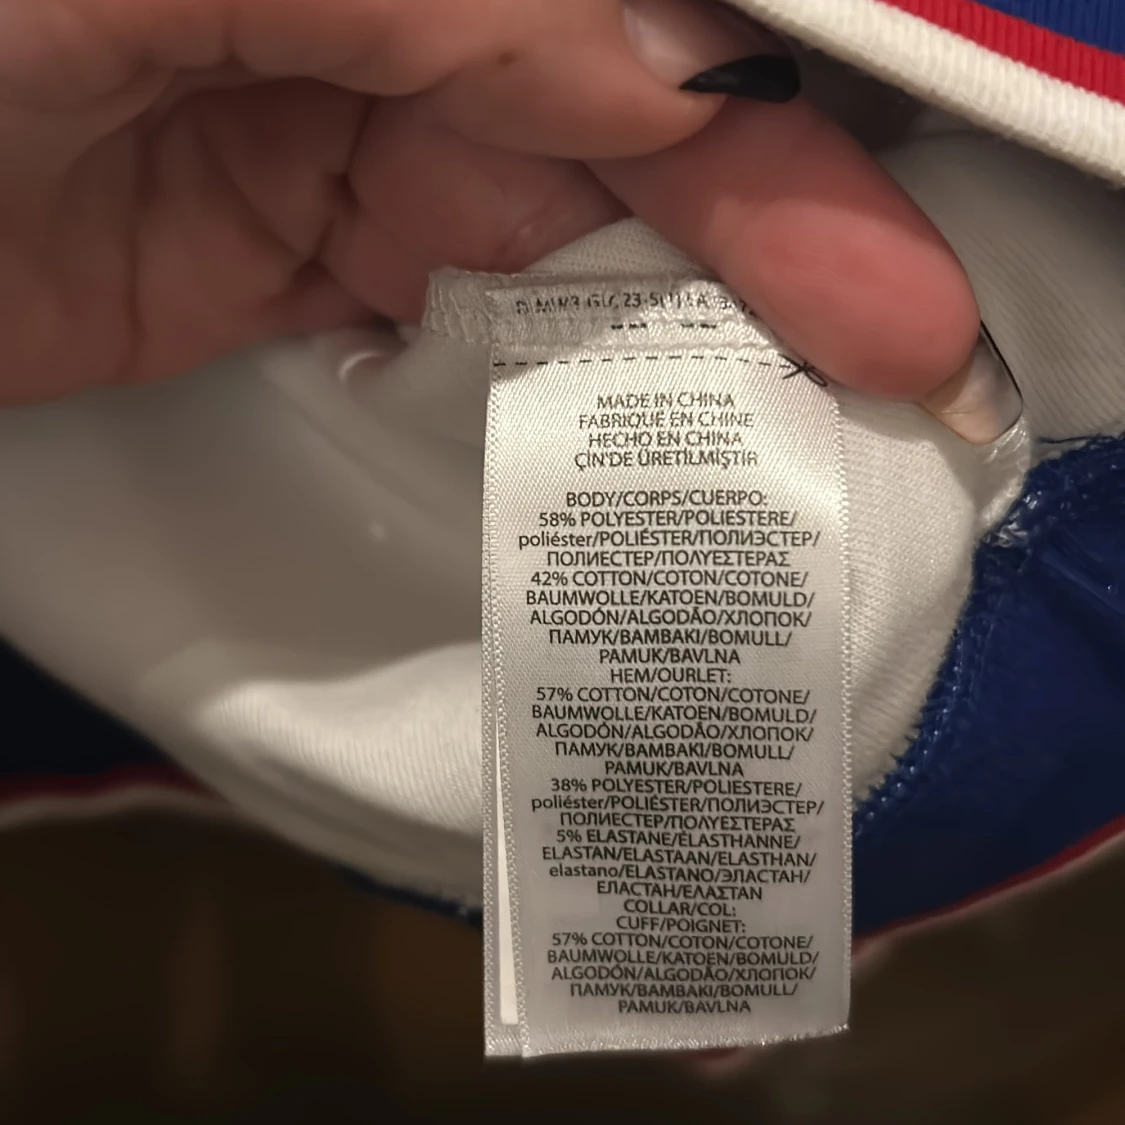 MADE IN CHINA
FABRIQUE EN CHINE
HECHO EN CHINA
ÇİN'DE ÜRETİLMİŞTİR
BODY/CORPS/CUERPO:
58% POLYESTER/POLIESTERE/
poliéster/POLIÉSTER/ПОЛИЭСТЕР/
ПОЛИЕСТЕР/ΠΟΛΥΕΣΤΕΡΑΣ
42% COTTON/COTON/COTONE/
BAUMWOLLE/KATOEN/BOMULD/
ALGODÓN/ALGODÃO/ХЛОПОК/
ПАМУК/BAMBAKI/BOMULL/
PAMUK/BAVLNA
HEM/OURLET:
57% COTTON/COTON/COTONE/
BAUMWOLLE/KATOEN/BOMULD/
ALGODÓN/ALGODÃO/ХЛОПОК/
ПАМУК/BAMBAKI/BOMULL/
PAMUK/BAVLNA
38% POLYESTER/POLIESTERE/
poliéster/POLIÉSTER/ПОЛИЭСТЕР/
ПОЛИЕСТЕР/ΠΟΛΥΕΣΤΕΡΑΣ
5% ELASTANE/ÉLASTHANNE/
ELASTAN/ELASTAAN/ELASTHAN/
elastano/ELASTANO/ЭЛАСТАН/
ЕЛАСТАН/ΕΛΑΣΤΑΝ
COLLAR/COL:
CUFF/POIGNET:
57% COTTON/COTON/COTONE/
BAUMWOLLE/KATOEN/BOMULD/
ALGODÓN/ALGODÃO/ХЛОПОК/
ПАМУК/BAMBAKI/BOMULL/
PAMUK/BAVLNA